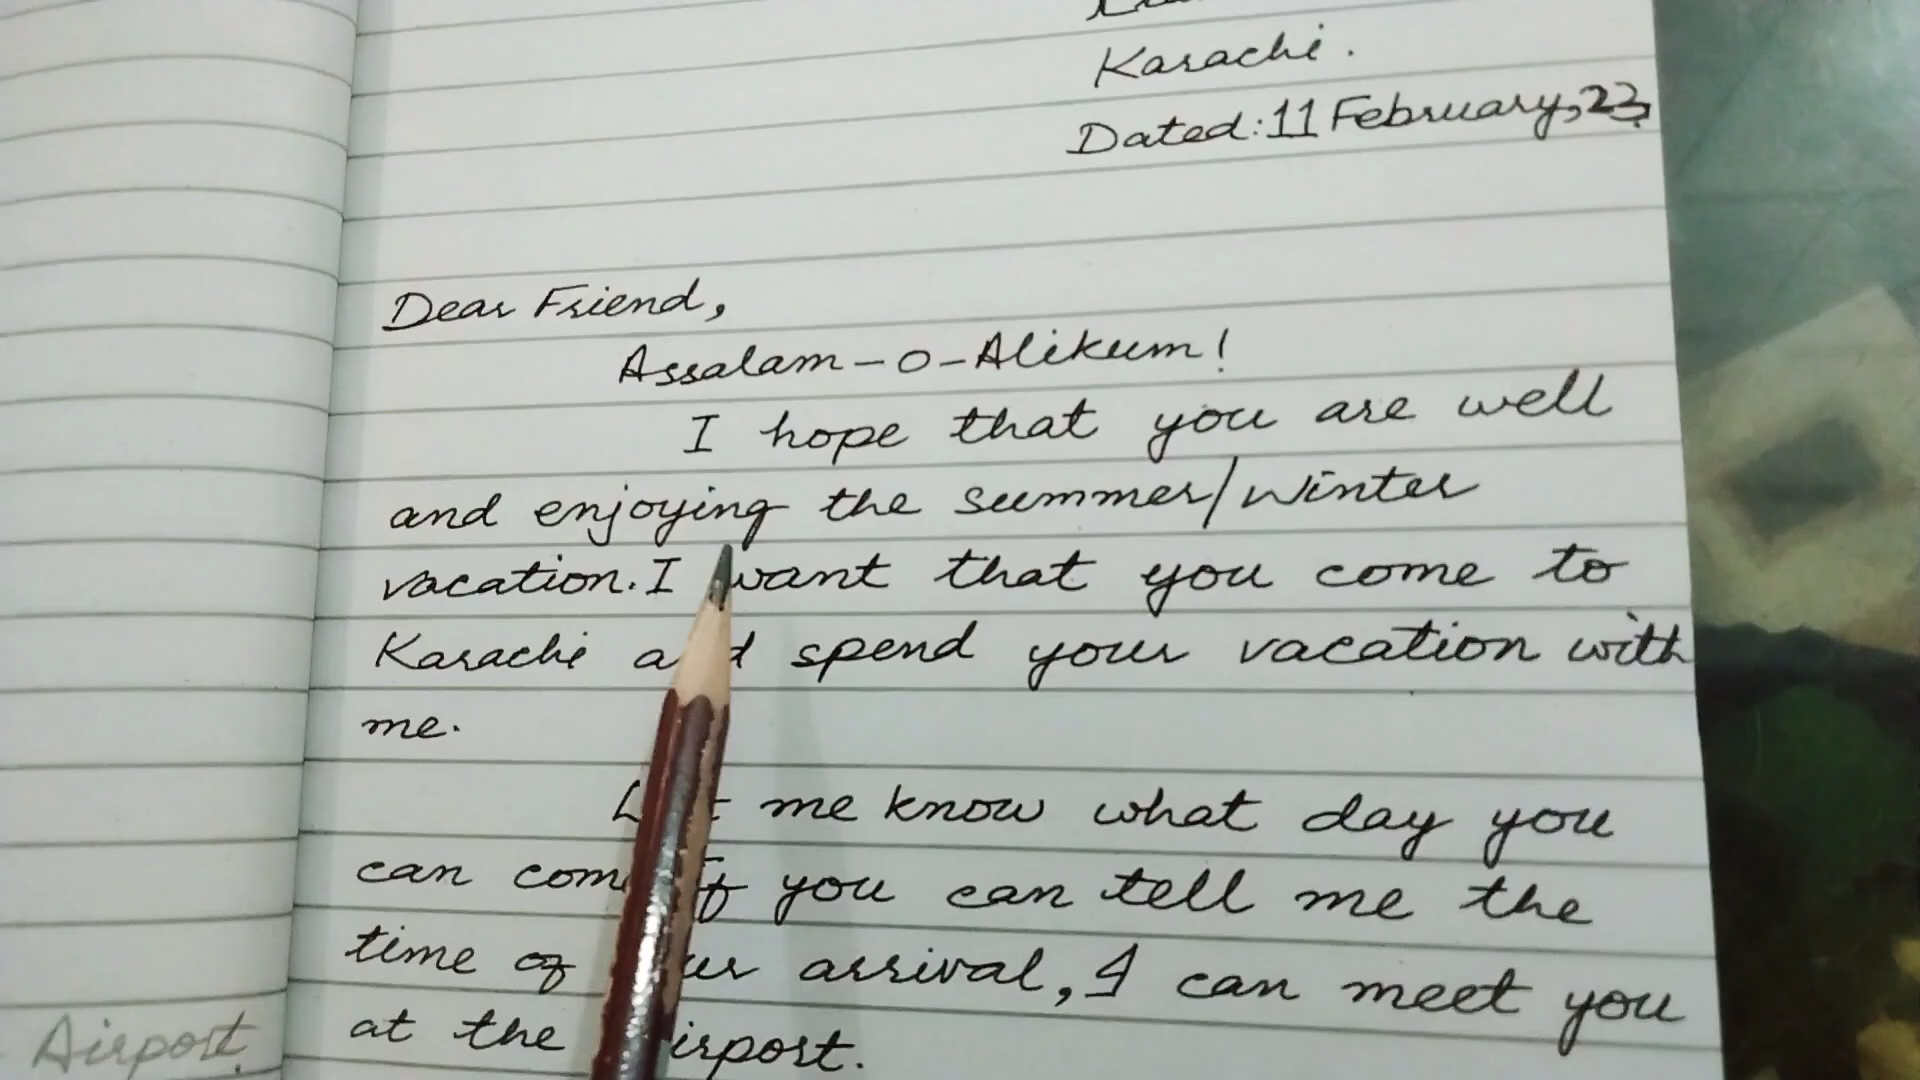 Karachi.
Dated: 11 February, 23
Dear Friend,
Assalam-o-Alikum!
I hope that you are well
and enjoying the summer/winter
vacation. I want that you come to
Karachi and spend your vacation with
me.
me know what day you
can you can tell me the
time of arrival, I can meet you
at the
Airport